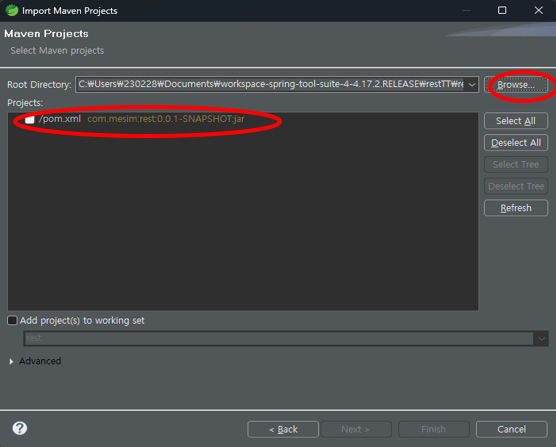 Import Maven Projects
Maven Projects
Select Maven projects
Root Directory: C:₩Users₩230228₩Documents₩workspace-spring-tool-suite-4-4.17.2.RELEASE₩restTT₩re Browse...
Projects:
/pom.xml com.mesim:rest:0.0.1-SNAPSHOT:jar
Select All
Deselect All
Select Tree
Deselect Tree
Refresh
Add project(s) to working set
rest
Advanced
? < Back Next > Finish Cancel